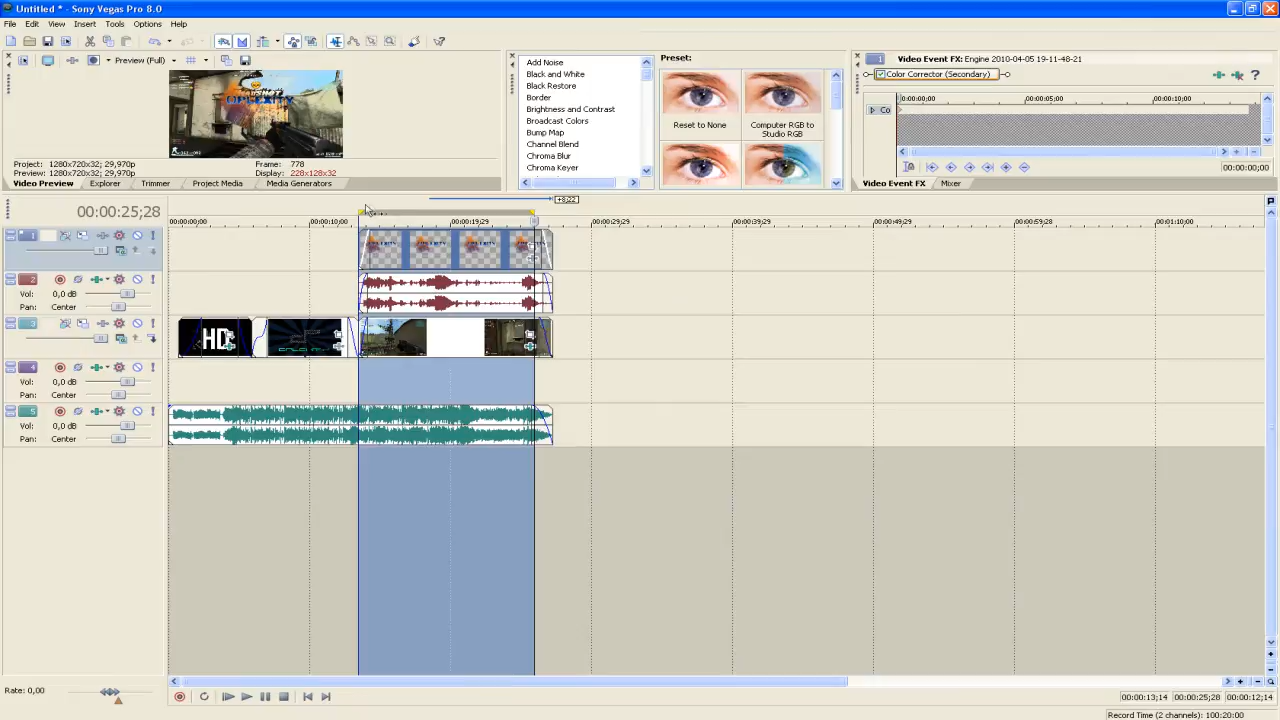 Untitled * - Sony Vegas Pro 8.0
File Edit View Insert Tools Options Help
Preview (Full)
Project: 1280x720x32; 29,970p
Preview: 1280x720x32; 29,970p
Frame: 778
Display: 228x128x32
Video Preview Explorer Trimmer Project Media Media Generators
Add Noise
Black and White
Black Restore
Border
Brightness and Contrast
Broadcast Colors
Bump Map
Channel Blend
Chroma Blur
Chroma Keyer
Preset:
Reset to None
Computer RGB to
Studio RGB
Video Event FX: Engine 2010-04-05 19-11-48-21
Color Corrector (Secondary)
00:00:00;00 00:00:05;00 00:00:10;00
Co
00:00:00;00
Video Event FX Mixer
00:00:25;28
+8;22
00:00:00;00 00:00:10;00 00:00:19;29 00:00:29;29 00:00:39;29 00:00:49;29 00:00:59;28 00:01:10;00
1
2
Vol: 0,0 dB
Pan: Center
3
HD
4
Vol: 0,0 dB
Pan: Center
5
Vol: 0,0 dB
Pan: Center
Rate: 0,00
00:00:13;14 00:00:25;28 00:00:12;14
Record Time (2 channels): 100:20:00